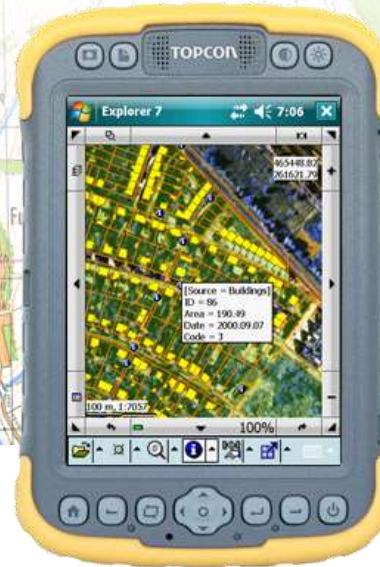 TOPCON
Explorer 7
7:06
465448.82
261621.79
[Source = Buildings]
ID = 86
Area = 190.49
Date = 2000.09.07
Code = 3
100 m, 1:7057
100%